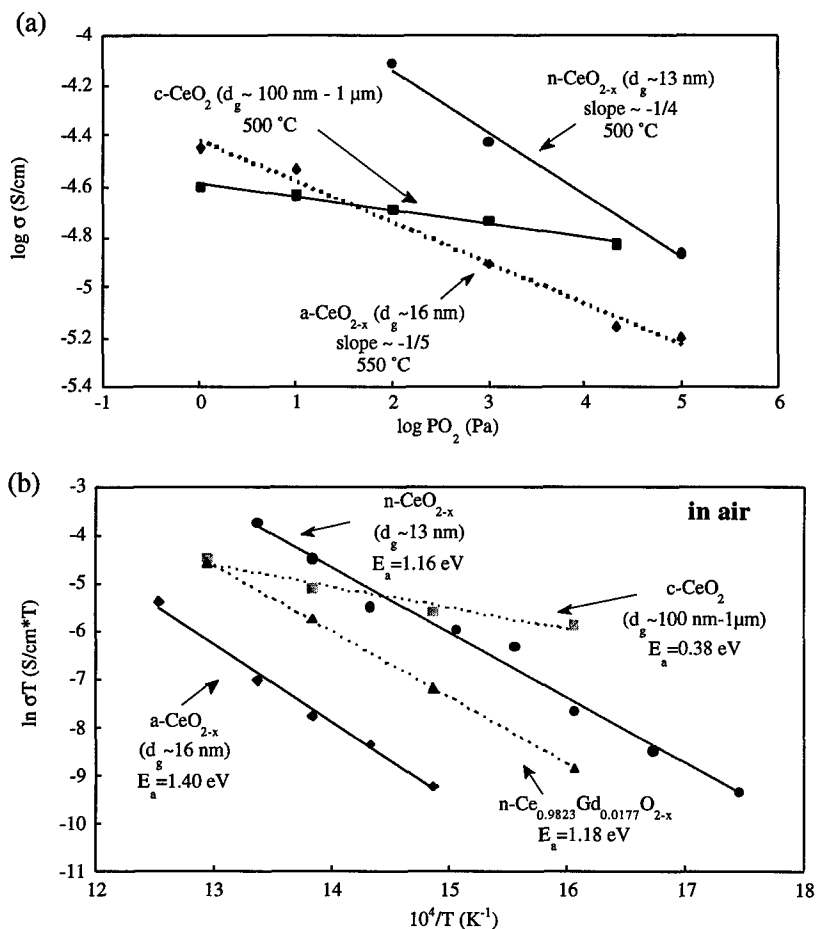 (a)
-4
-4.2
-4.4
-4.6
-4.8
-5
-5.2
-5.4
log σ (S/cm)
c-CeO2 (dg ~ 100 nm - 1 µm)
500 °C
n-CeO2-x (dg ~13 nm)
slope ~ -1/4
500 °C
a-CeO2-x (dg ~16 nm)
slope ~ -1/5
550 °C
-1 0 1 2 3 4 5 6
log PO2 (Pa)
(b)
-3
-4
-5
-6
-7
-8
-9
-10
-11
ln σT (S/cm*T)
n-CeO2-x
(dg ~13 nm)
Ea=1.16 eV
in air
c-CeO2
(dg ~100 nm-1µm)
Ea=0.38 eV
a-CeO2-x
(dg ~16 nm)
Ea=1.40 eV
n-Ce0.9823Gd0.0177O2-x
Ea=1.18 eV
12 13 14 15 16 17 18
10^4/T (K^-1)